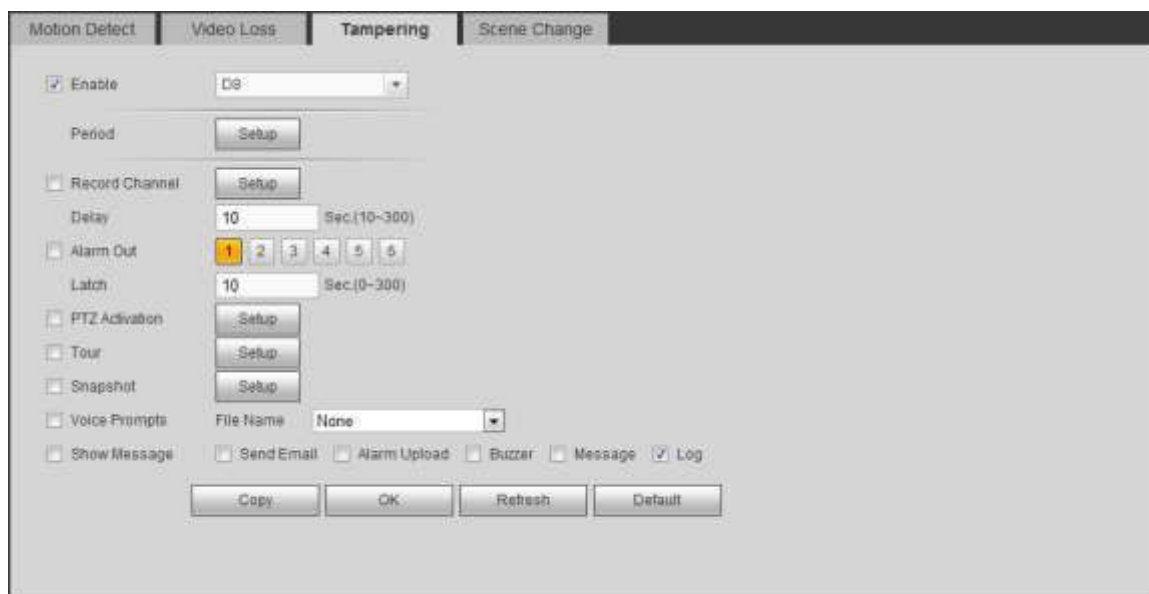 Motion Detect Video Loss Tampering Scene Change
Enable D8
Period Setup
Record Channel Setup
Delay 10 Sec.(10~300)
Alarm Out 1 2 3 4 5 6
Latch 10 Sec.(0~300)
PTZ Activation Setup
Tour Setup
Snapshot Setup
Voice Prompts File Name None
Show Message Send Email Alarm Upload Buzzer Message Log
Copy OK Refresh Default